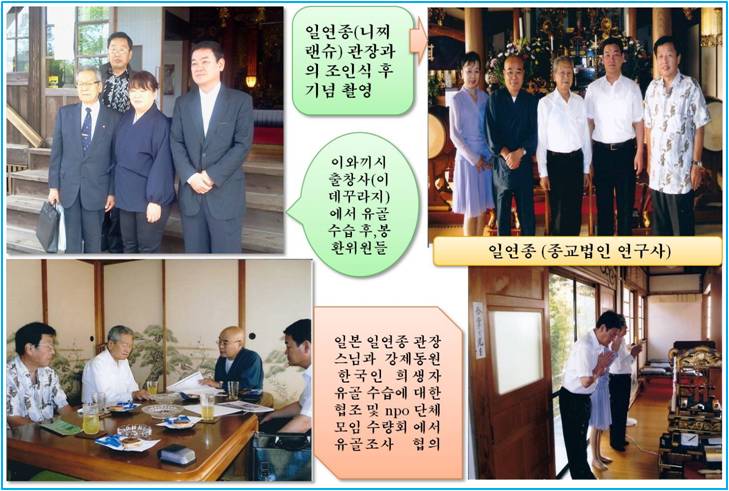 일연종(니찌
랜슈) 관장과
의 조인식 후
기념 촬영
이와끼시
출창사(이
데꾸라지)
에서 유골
수습 후,봉
환위원들
일연종 (종교법인 연구사)
일본 일연종 관장
스님과 강제동원
한국인 희생자
유골 수습에 대한
협조 및 npo 단체
모임 수량회 에서
유골조사 협의